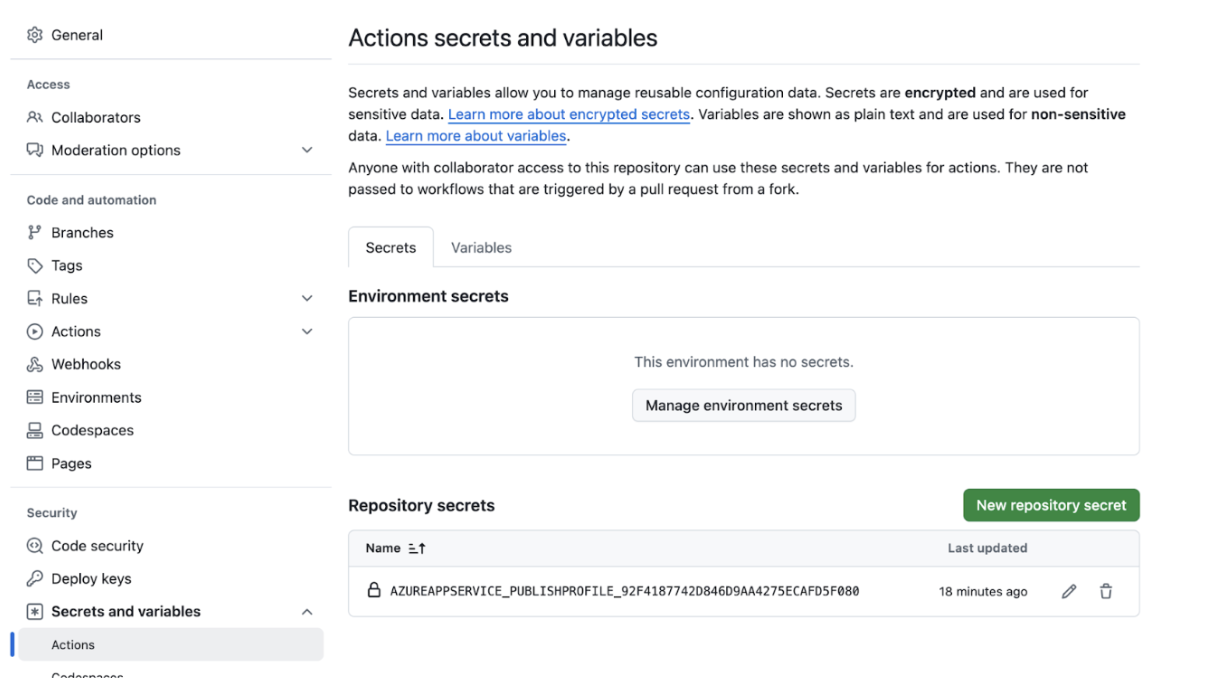 General
Access
Collaborators
Moderation options
Code and automation
Branches
Tags
Rules
Actions
Webhooks
Environments
Codespaces
Pages
Security
Code security
Deploy keys
Secrets and variables
Actions
Codespaces
Actions secrets and variables
Secrets and variables allow you to manage reusable configuration data. Secrets are encrypted and are used for
sensitive data. Learn more about encrypted secrets. Variables are shown as plain text and are used for non-sensitive
data. Learn more about variables.
Anyone with collaborator access to this repository can use these secrets and variables for actions. They are not
passed to workflows that are triggered by a pull request from a fork.
Secrets Variables
Environment secrets
This environment has no secrets.
Manage environment secrets
Repository secrets New repository secret
Name Last updated
AZUREAPPSERVICE_PUBLISHPROFILE_92F4187742D846D9AA4275ECAFD5F080 18 minutes ago